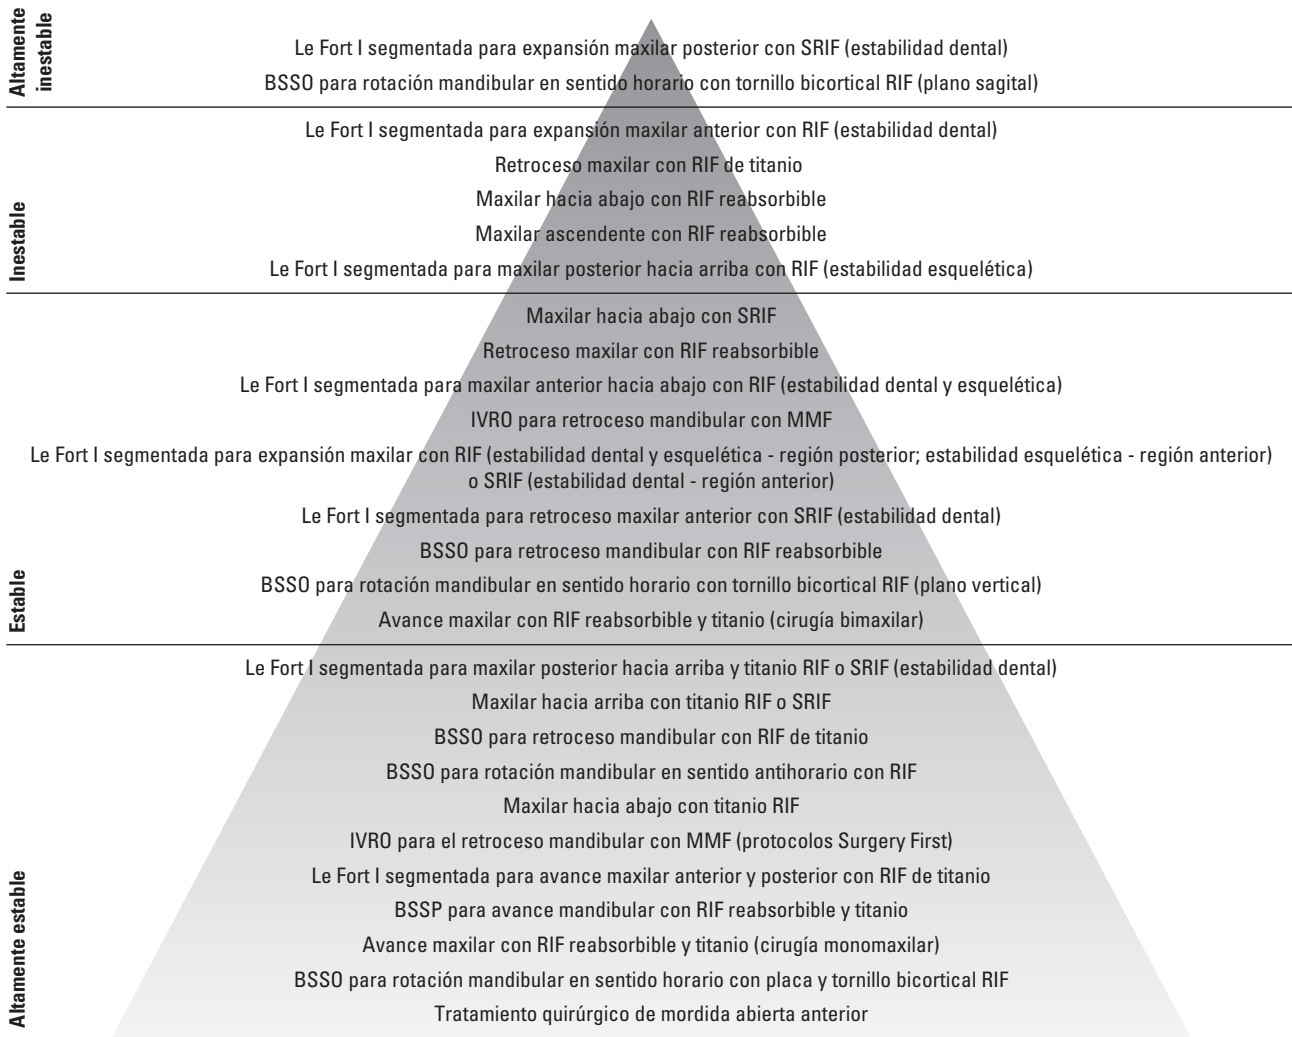 Altamente
inestable
Le Fort I segmentada para expansión maxilar posterior con SRIF (estabilidad dental)
BSSO para rotación mandibular en sentido horario con tornillo bicortical RIF (plano sagital)
Inestable
Le Fort I segmentada para expansión maxilar anterior con RIF (estabilidad dental)
Retroceso maxilar con RIF de titanio
Maxilar hacia abajo con RIF reabsorbible
Maxilar ascendente con RIF reabsorbible
Le Fort I segmentada para maxilar posterior hacia arriba con RIF (estabilidad esquelética)
Estable
Maxilar hacia abajo con SRIF
Retroceso maxilar con RIF reabsorbible
Le Fort I segmentada para maxilar anterior hacia abajo con RIF (estabilidad dental y esquelética)
IVRO para retroceso mandibular con MMF
Le Fort I segmentada para expansión maxilar con RIF (estabilidad dental y esquelética - región posterior; estabilidad esquelética - región anterior)
o SRIF (estabilidad dental - región anterior)
Le Fort I segmentada para retroceso maxilar anterior con SRIF (estabilidad dental)
BSSO para retroceso mandibular con RIF reabsorbible
BSSO para rotación mandibular en sentido horario con tornillo bicortical RIF (plano vertical)
Avance maxilar con RIF reabsorbible y titanio (cirugía bimaxilar)
Altamente estable
Le Fort I segmentada para maxilar posterior hacia arriba y titanio RIF o SRIF (estabilidad dental)
Maxilar hacia arriba con titanio RIF o SRIF
BSSO para retroceso mandibular con RIF de titanio
BSSO para rotación mandibular en sentido antihorario con RIF
Maxilar hacia abajo con titanio RIF
IVRO para el retroceso mandibular con MMF (protocolos Surgery First)
Le Fort I segmentada para avance maxilar anterior y posterior con RIF de titanio
BSSP para avance mandibular con RIF reabsorbible y titanio
Avance maxilar con RIF reabsorbible y titanio (cirugía monomaxilar)
BSSO para rotación mandibular en sentido horario con placa y tornillo bicortical RIF
Tratamiento quirúrgico de mordida abierta anterior